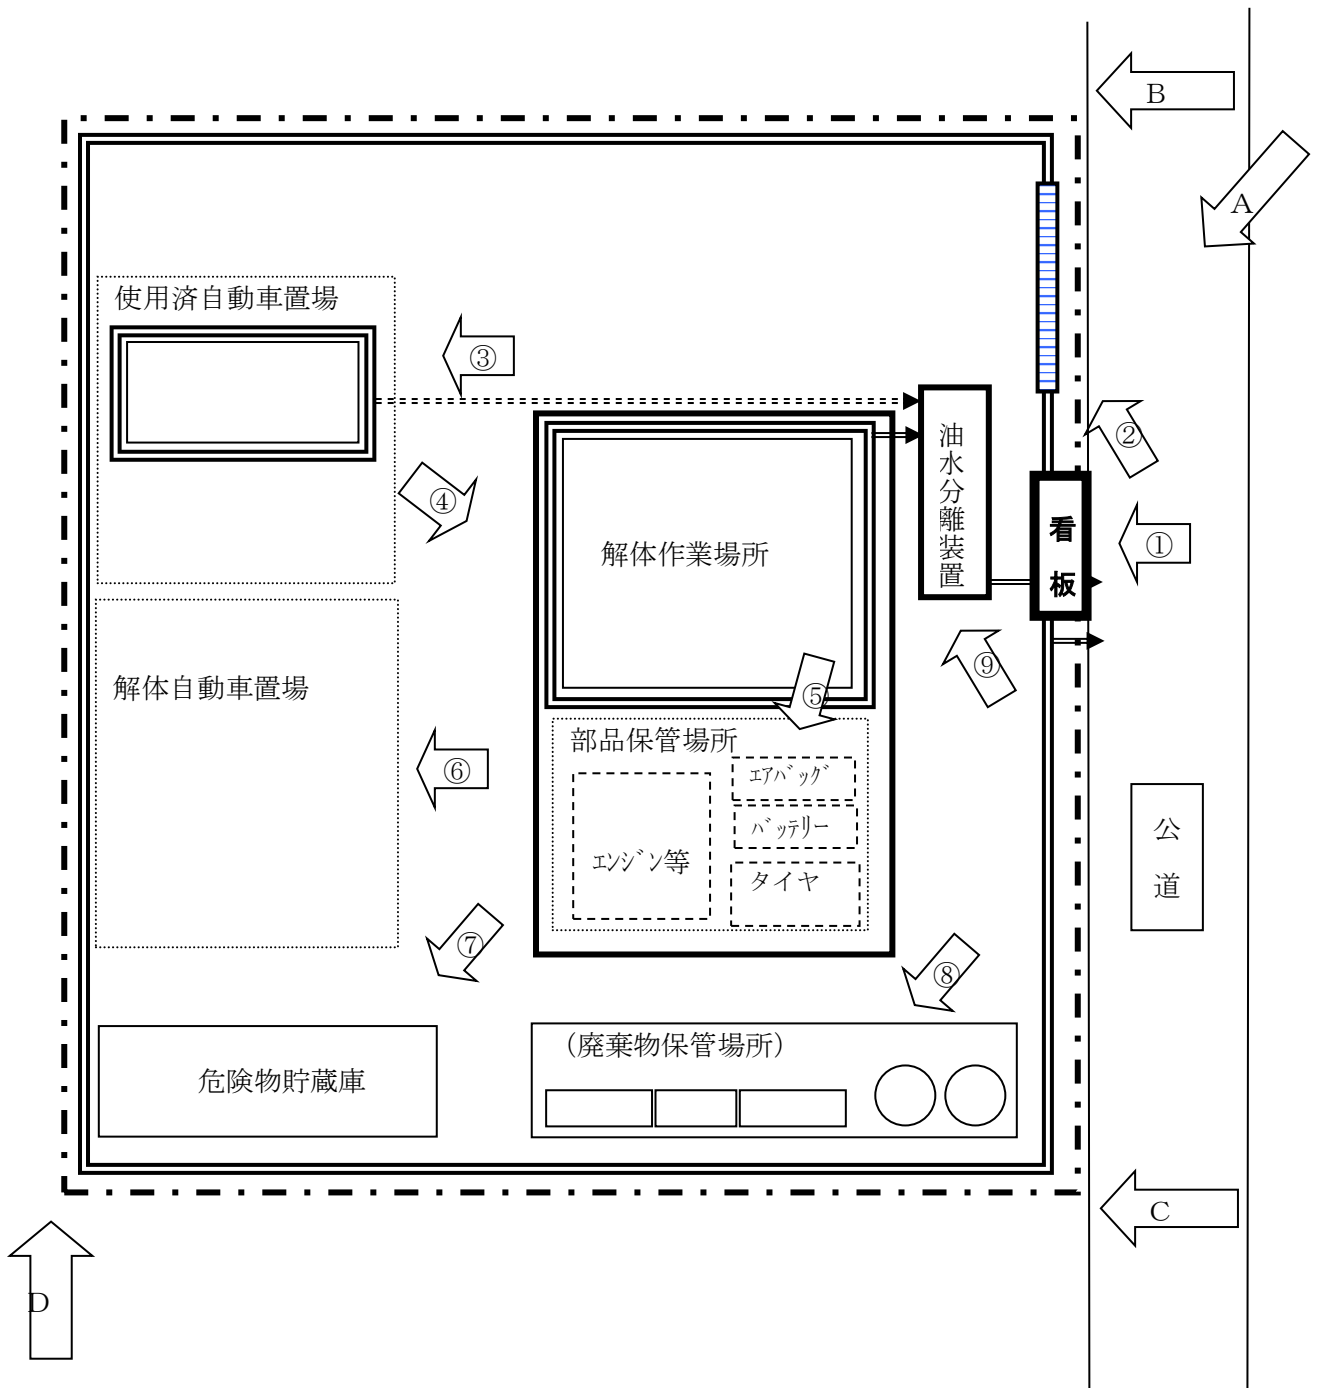 B
A
使用済自動車置場
③
②
油水分離装置
④
看板
①
解体作業場所
⑨
解体自動車置場
⑤
部品保管場所
ｴｱﾊﾞｯｸﾞ
⑥
ﾊﾞｯﾃﾘｰ
公道
ｴﾝｼﾞﾝ等
タイヤ
⑦
⑧
（廃棄物保管場所）
危険物貯蔵庫
C
D